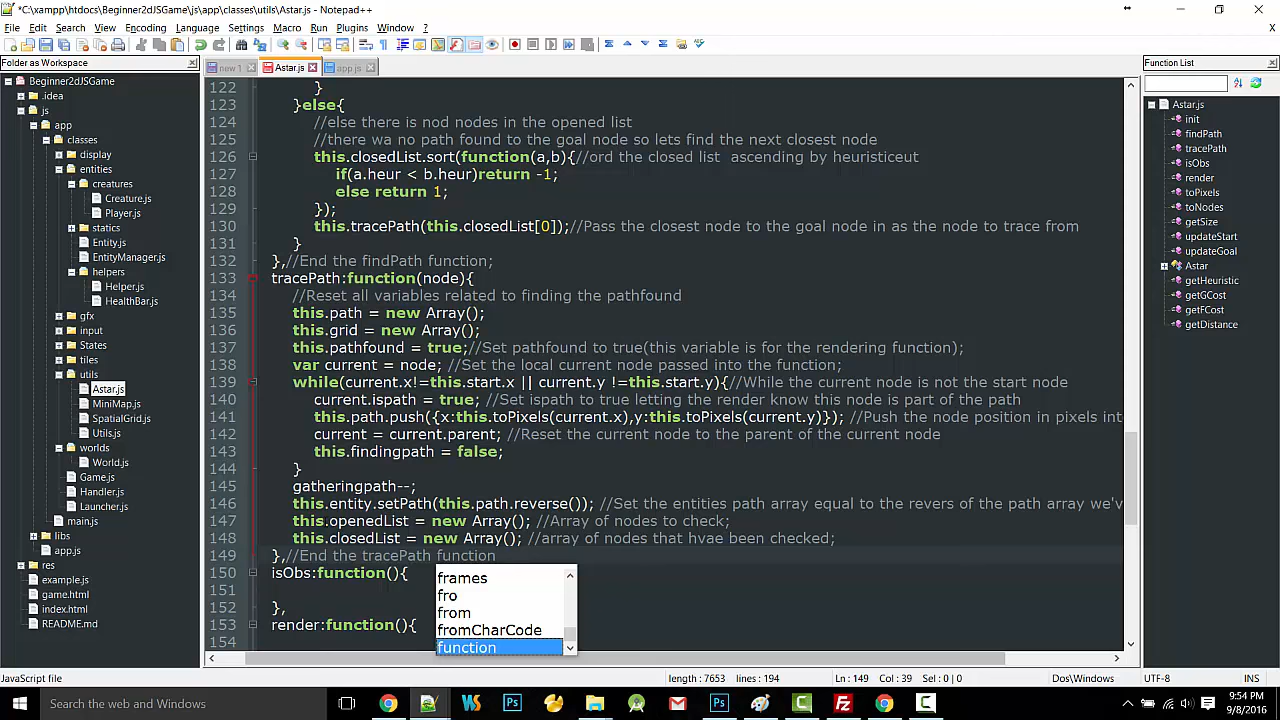 *C:\xampp\htdocs\Beginner2dJSGame\js\app\classes\utils\Astar.js - Notepad++
File Edit Search View Encoding Language Settings Macro Run Plugins Window ?
X
Folder as Workspace
Beginner2dJSGame
.idea
js
app
classes
display
entities
creatures
Creature.js
Player.js
statics
Entity.js
EntityManager.js
helpers
Helper.js
HealthBar.js
gfx
input
States
tiles
utils
Astar.js
MiniMap.js
SpatialGrid.js
Utils.js
worlds
World.js
Game.js
Handler.js
Launcher.js
main.js
libs
app.js
res
example.js
game.html
index.html
README.md
new 1 Astar.js app.js
122 }
123 }else{
124 //else there is nod nodes in the opened list
125 //there wa no path found to the goal node so lets find the next closest node
126 this.closedList.sort(function(a,b){//ord the closed list  ascending by heuristiceut
127 if(a.heur < b.heur)return -1;
128 else return 1;
129 });
130 this.tracePath(this.closedList[0]);//Pass the closest node to the goal node in as the node to trace from
131 }
132 },//End the findPath function;
133 tracePath:function(node){
134 //Reset all variables related to finding the pathfound
135 this.path = new Array();
136 this.grid = new Array();
137 this.pathfound = true;//Set pathfound to true(this variable is for the rendering function);
138 var current = node; //Set the local current node passed into the function;
139 while(current.x!=this.start.x || current.y !=this.start.y){//While the current node is not the start node
140 current.ispath = true; //Set ispath to true letting the render know this node is part of the path
141 this.path.push({x:this.toPixels(current.x),y:this.toPixels(current.y)}); //Push the node position in pixels int
142 current = current.parent; //Reset the current node to the parent of the current node
143 this.findingpath = false;
144 }
145 gatheringpath--;
146 this.entity.setPath(this.path.reverse()); //Set the entities path array equal to the revers of the path array we'v
147 this.openedList = new Array(); //Array of nodes to check;
148 this.closedList = new Array(); //array of nodes that hvae been checked;
149 },//End the tracePath function
150 isObs:function(){
151
152 },
153 render:function(){
154
frames
fro
from
fromCharCode
function
Function List
Astar.js
init
findPath
tracePath
isObs
render
toPixels
toNodes
getSize
updateStart
updateGoal
Astar
getHeuristic
getGCost
getFCost
getDistance
JavaScript file length : 7653 lines : 194 Ln : 149 Col : 39 Sel : 0 | 0 Dos\Windows UTF-8 INS
Search the web and Windows
9:54 PM
9/8/2016